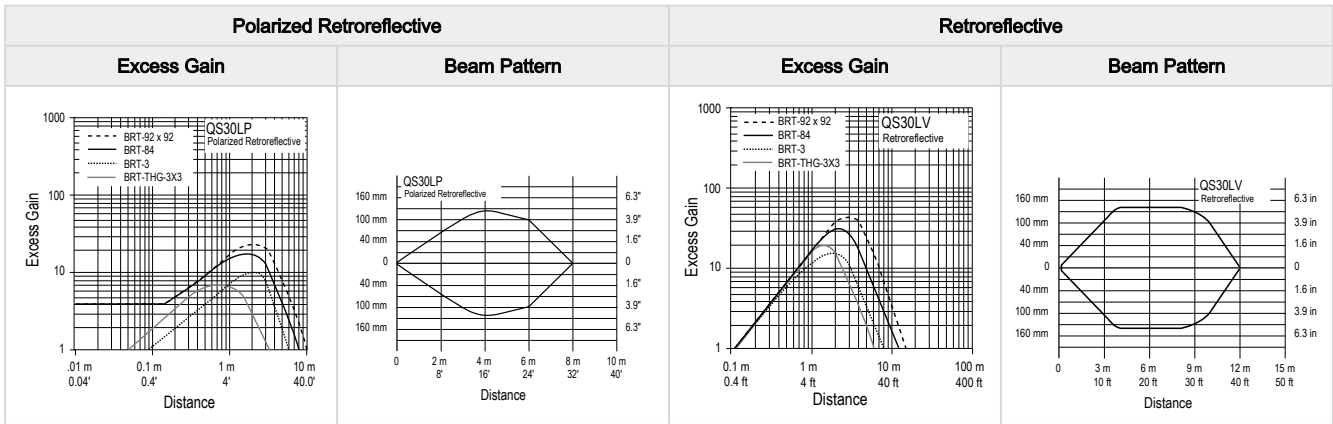 Polarized Retroreflective
Retroreflective
Excess Gain
Beam Pattern
Excess Gain
Beam Pattern
1000
100
10
1
Excess Gain
BRT-92 x 92
BRT-84
BRT-3
BRT-THG-3X3
QS30LP
Polarized Retroreflective
.01 m 0.1 m 1 m 10 m
0.04' 0.4' 4' 40.0'
Distance
QS30LP
Polarized Retroreflective
160 mm
100 mm
40 mm
0
40 mm
100 mm
160 mm
6.3"
3.9"
1.6"
0
1.6"
3.9"
6.3"
0 2 m 4 m 6 m 8 m 10 m
8' 16' 24' 32' 40'
Distance
1000
100
10
1
Excess Gain
BRT-92 x 92
BRT-84
BRT-3
BRT-THG-3X3
QS30LV
Retroreflective
0.1 m 1 m 10 m 100 m
0.4 ft 4 ft 40 ft 400 ft
Distance
QS30LV
Retroreflective
160 mm
100 mm
40 mm
0
40 mm
100 mm
160 mm
6.3 in
3.9 in
1.6 in
0
1.6 in
3.9 in
6.3 in
0 3 m 6 m 9 m 12 m 15 m
10 ft 20 ft 30 ft 40 ft 50 ft
Distance